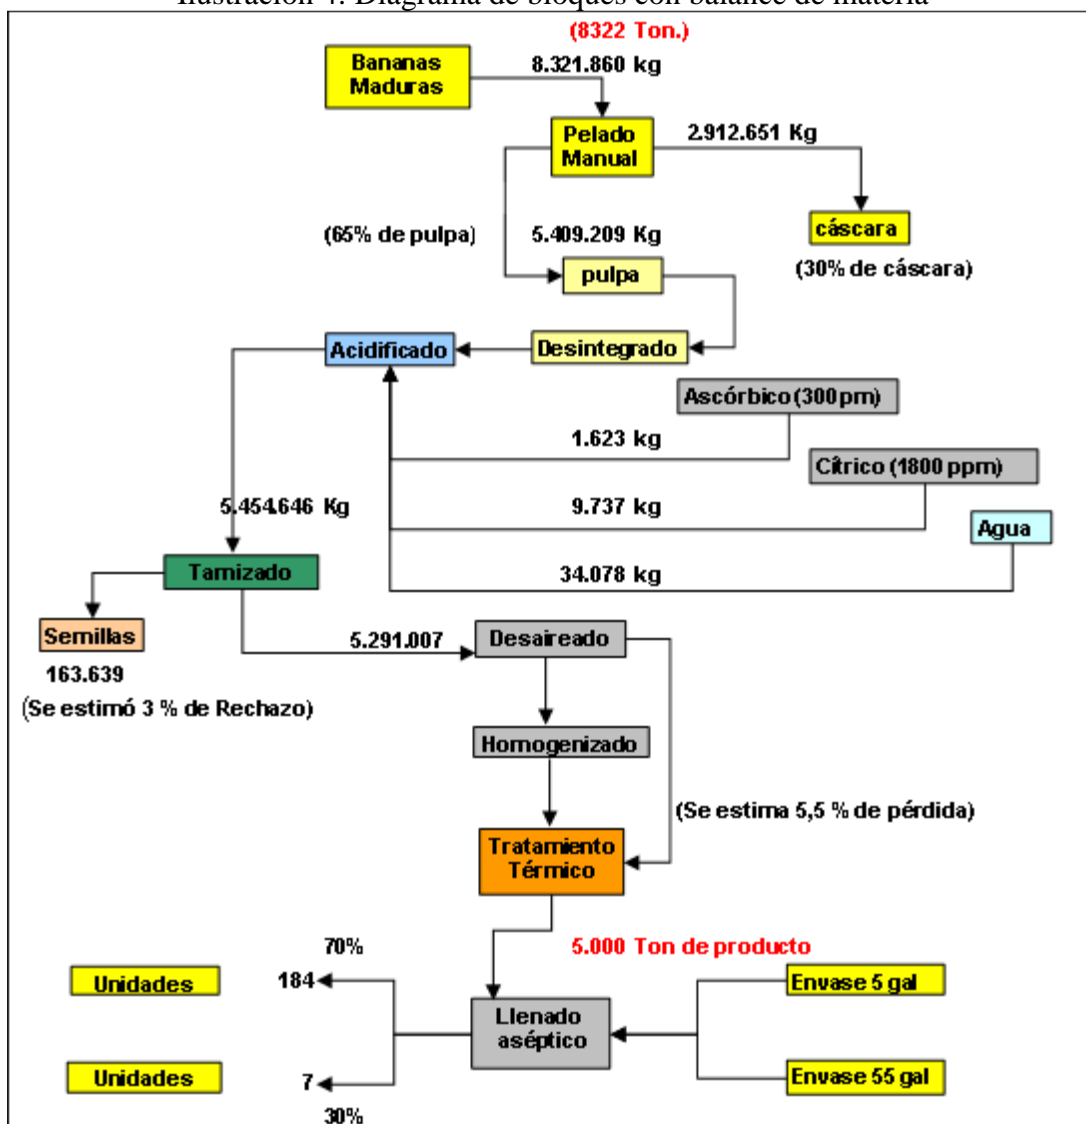 Ilustración 4. Diagrama de bloques con balance de materia
(8322 Ton.)
Bananas
Maduras
8.321.860 kg
Pelado
Manual
2.912.651 Kg
(65% de pulpa)
5.409.209 Kg
cáscara
(30% de cáscara)
pulpa
Acidificado
Desintegrado
Ascórbico (300pm)
1.623 kg
Cítrico (1800 ppm)
5.454.646 Kg
9.737 kg
Agua
Tamizado
34.078 kg
Semillas
5.291.007
Desaireado
163.639
(Se estimó 3 % de Rechazo)
Homogenizado
(Se estima 5,5 % de pérdida)
Tratamiento
Térmico
70%
5.000 Ton de producto
Unidades
184
Envase 5 gal
Llenado
aséptico
Unidades
7
Envase 55 gal
30%